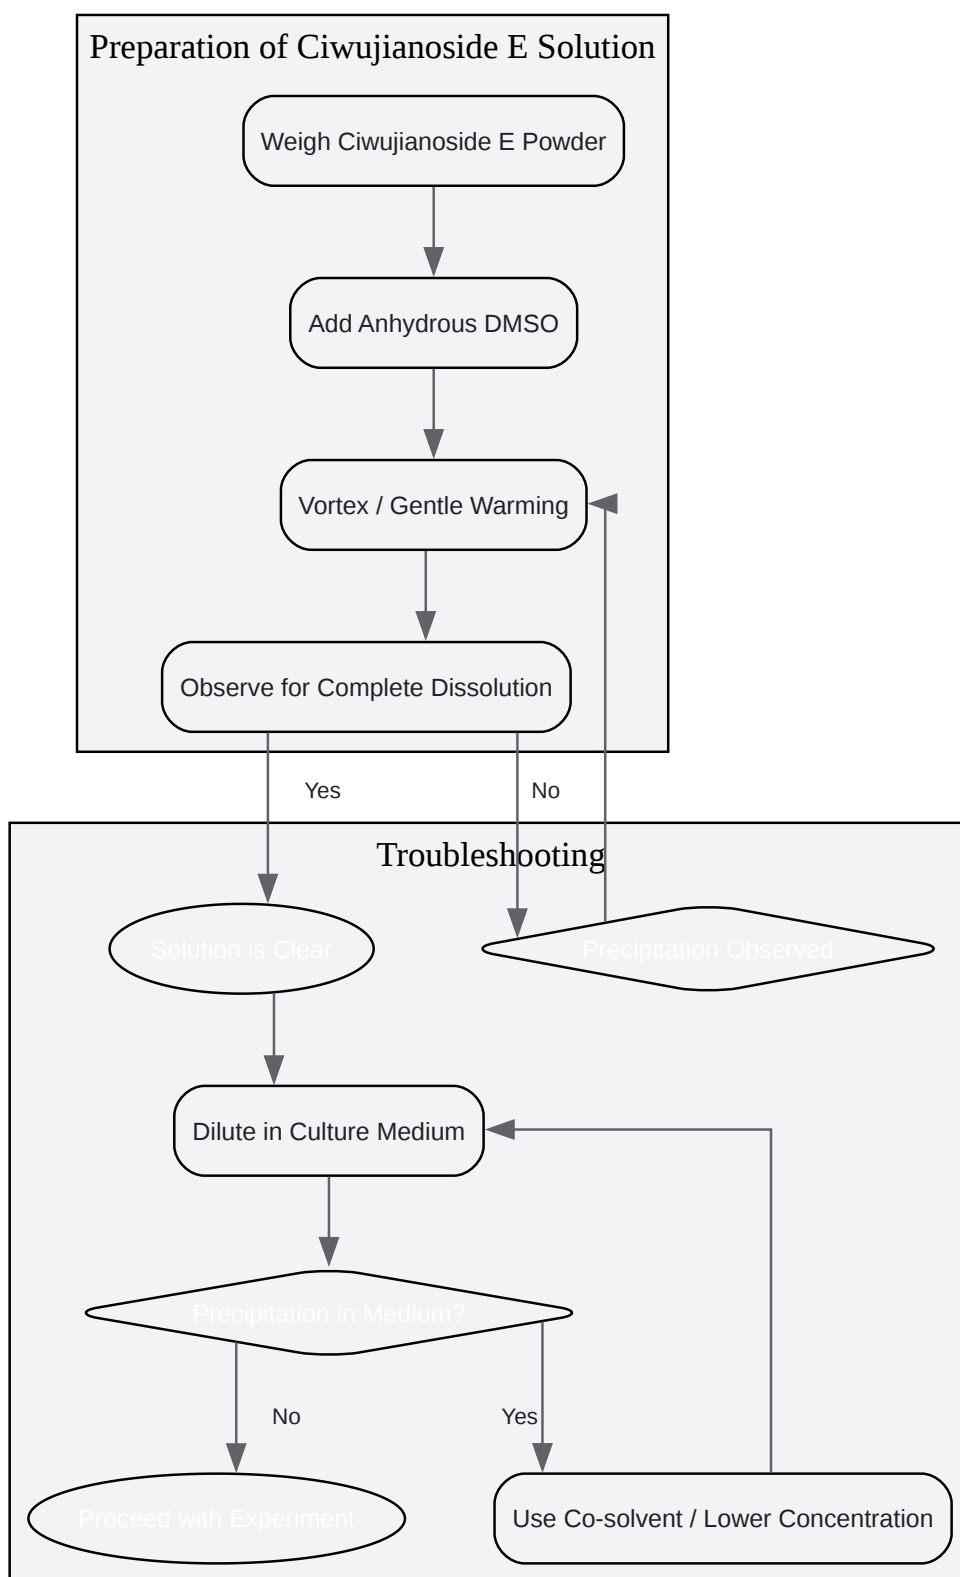 Preparation of Ciwujianoside E Solution
Weigh Ciwujianoside E Powder
Add Anhydrous DMSO
Vortex / Gentle Warming
Observe for Complete Dissolution
Yes
No
Troubleshooting
Solution is Clear
Precipitation Observed
Dilute in Culture Medium
Precipitation in Medium?
No
Yes
Proceed with Experiment
Use Co-solvent / Lower Concentration